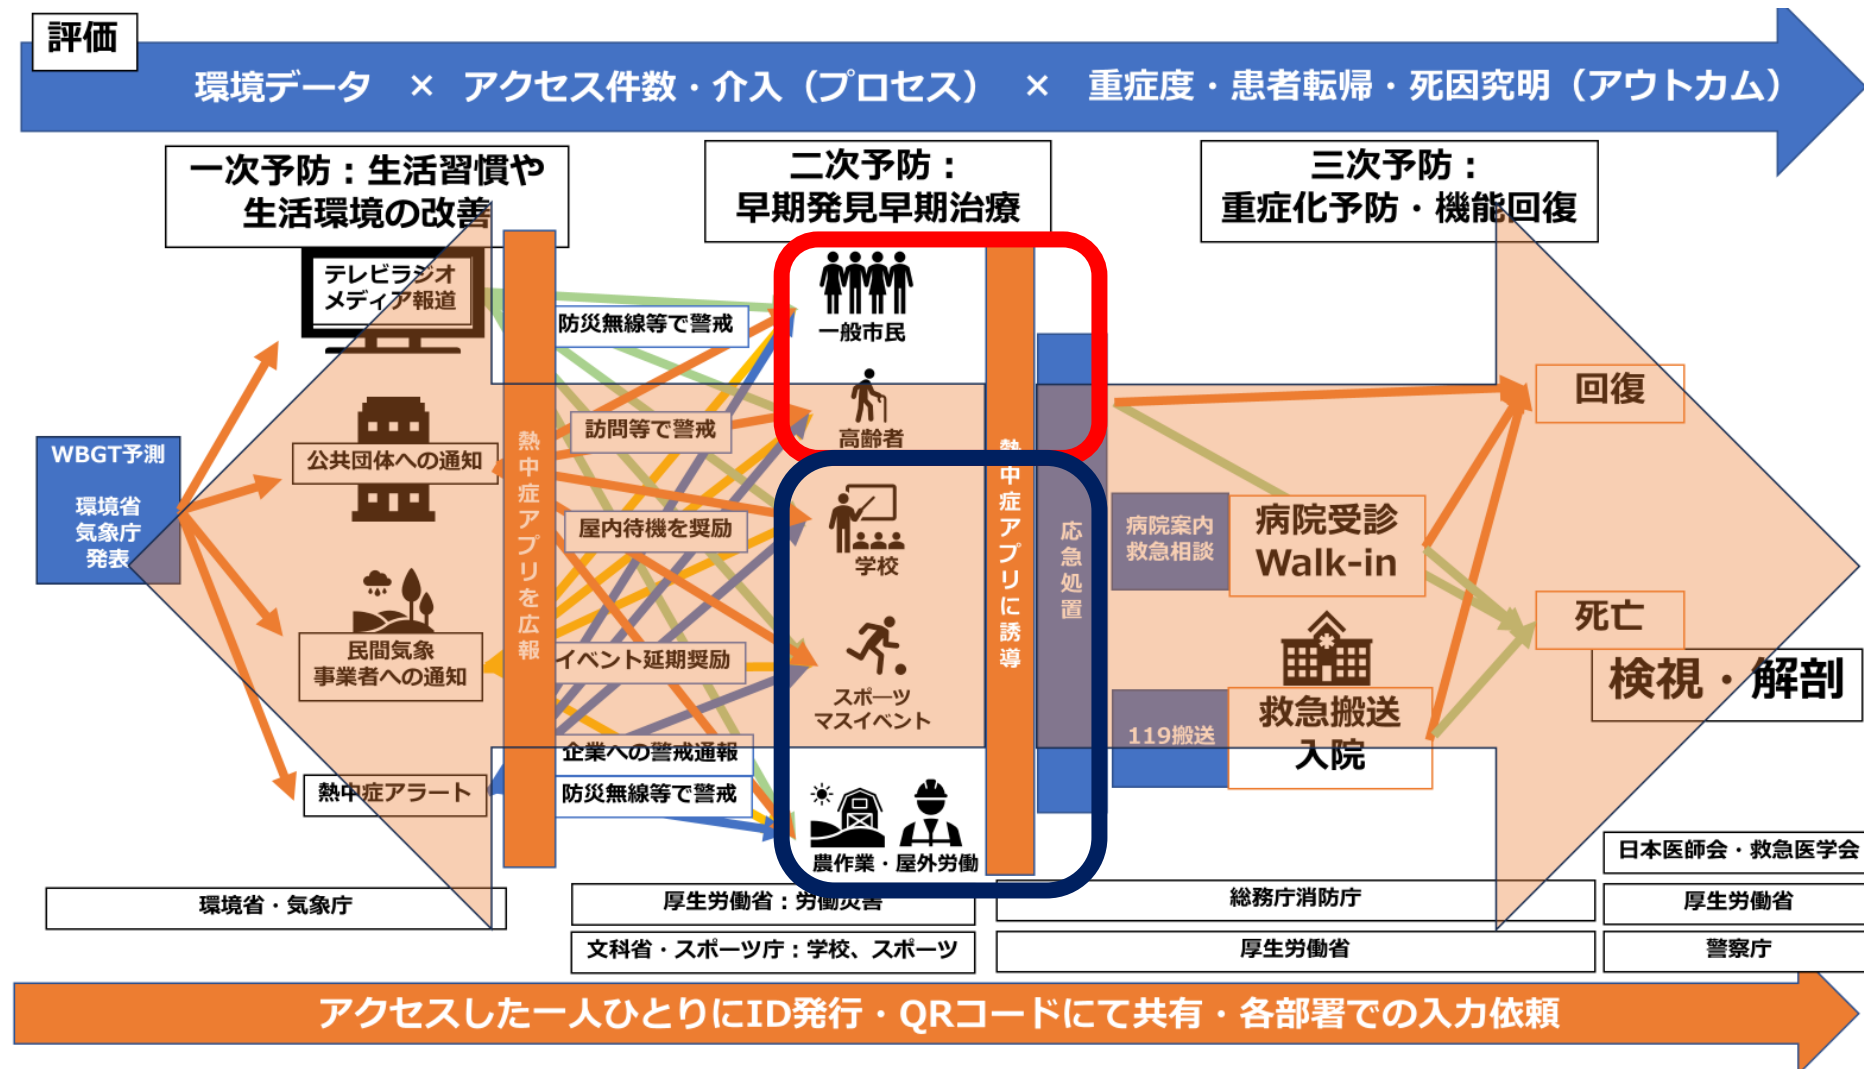 評価
環境データ × アクセス件数・介入（プロセス） × 重症度・患者転帰・死因究明（アウトカム）
一次予防：生活習慣や
生活環境の改善
二次予防：
早期発見早期治療
三次予防：
重症化予防・機能回復
テレビラジオ
メディア報道
公共団体への通知
民間気象
事業者への通知
熱中症アラート
WBGT予測
環境省
気象庁
発表
熱中症アプリを広報
防災無線等で警戒
訪問等で警戒
屋内待機を奨励
イベント延期奨励
企業への警戒通報
防災無線等で警戒
一般市民
高齢者
学校
スポーツ
マスイベント
農作業・屋外労働
熱中症アプリに誘導
応急処置
病院案内
救急相談
119搬送
病院受診
Walk-in
救急搬送
入院
回復
死亡
検視・解剖
環境省・気象庁
厚生労働省：労働災害
文科省・スポーツ庁：学校、スポーツ
総務庁消防庁
厚生労働省
日本医師会・救急医学会
厚生労働省
警察庁
アクセスした一人ひとりにID発行・QRコードにて共有・各部署での入力依頼